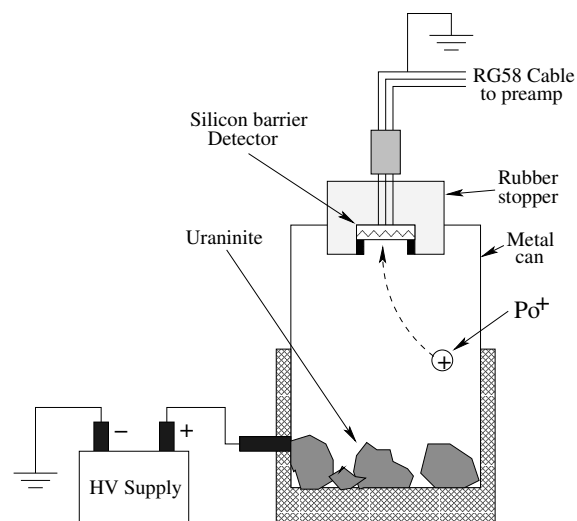 RG58 Cable
to preamp
Silicon barrier
Detector
Rubber
stopper
Uraninite
Metal
can
Po+
+
− +
HV Supply